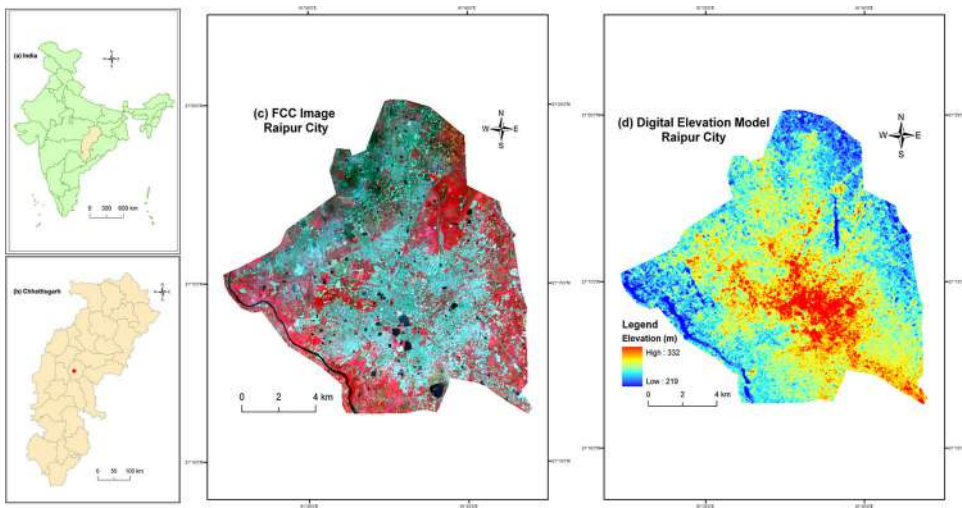 (a) India
0 300 600 km
(b) Chhattisgarh
0 50 100 km
(c) FCC Image
Raipur City
N
W E
S
0 2 4 km
(d) Digital Elevation Model
Raipur City
N
W E
S
Legend
Elevation (m)
High : 332
Low : 219
0 2 4 km